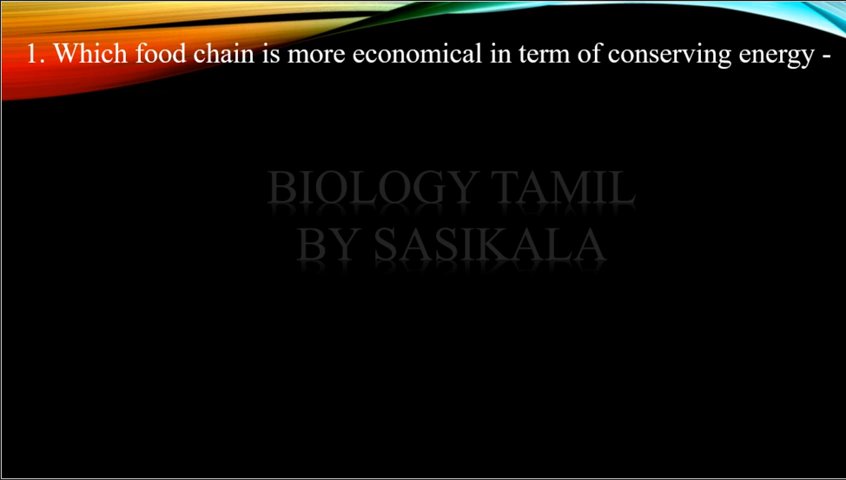 1. Which food chain is more economical in term of conserving energy -
BIOLOGY TAMIL
BY SASIKALA